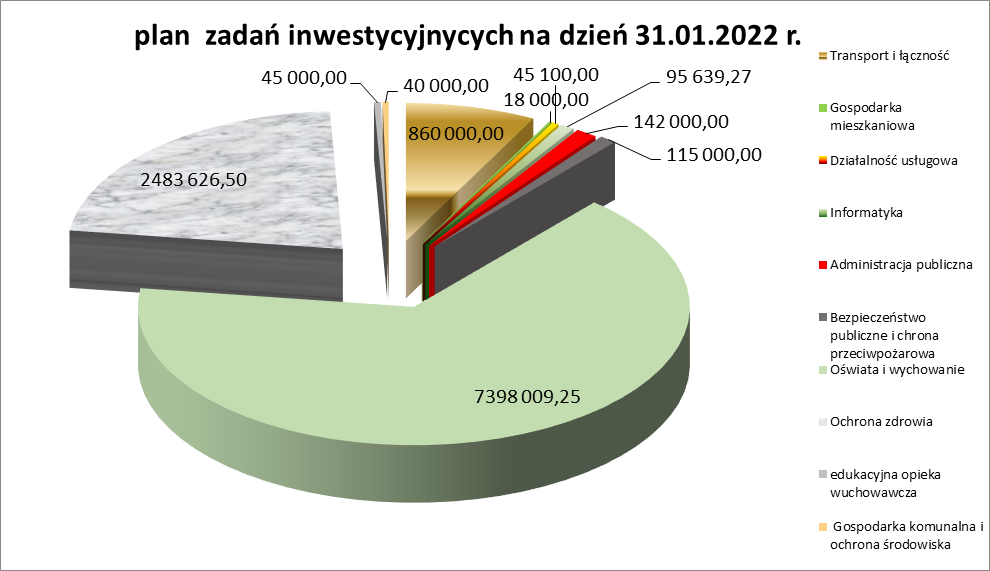 plan zadań inwestycyjnycych na dzień 31.01.2022 r.
45 000,00
40 000,00
45 100,00
18 000,00
95 639,27
860 000,00
142 000,00
115 000,00
2483 626,50
7398 009,25
Transport i łączność
Gospodarka
mieszkaniowa
Działalność usługowa
Informatyka
Administracja publiczna
Bezpieczeństwo
publiczne i chrona
przeciwpożarowa
Oświata i wychowanie
Ochrona zdrowia
edukacyjna opieka
wuchowawcza
Gospodarka komunalna i
ochrona środowiska